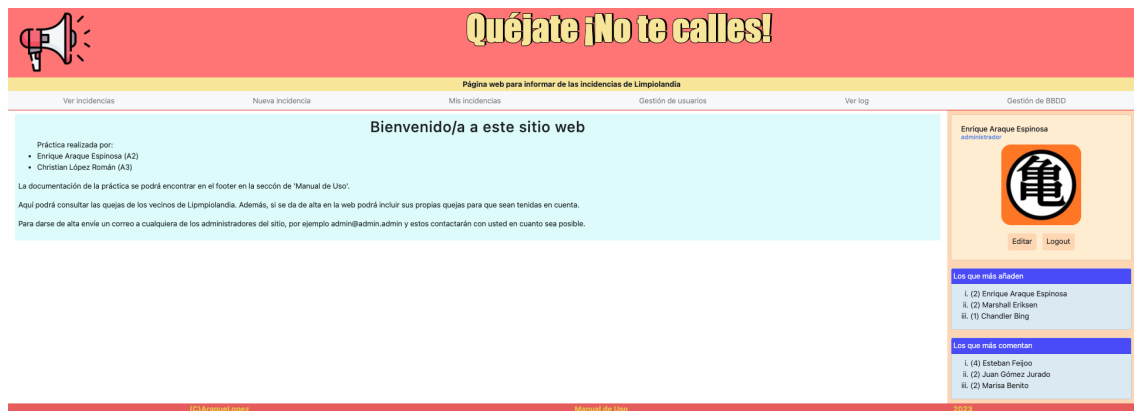 Quéjate ¡No te calles!
Página web para informar de las incidencias de Limpiolandia
Ver incidencias Nueva incidencia Mis incidencias Gestión de usuarios Ver log Gestión de BBDD
Bienvenido/a a este sitio web
Práctica realizada por:
• Enrique Araque Espinosa (A2)
• Christian López Román (A3)
La documentación de la práctica se podrá encontrar en el footer en la seccón de 'Manual de Uso'.
Aquí podrá consultar las quejas de los vecinos de Lipmpiolandia. Además, si se da de alta en la web podrá incluir sus propias quejas para que sean tenidas en cuenta.
Para darse de alta envíe un correo a cualquiera de los administradores del sitio, por ejemplo admin@admin.admin y estos contactarán con usted en cuanto sea posible.
Enrique Araque Espinosa
administrador
亀
Editar Logout
Los que más añaden
i. (2) Enrique Araque Espinosa
ii. (2) Marshall Eriksen
iii. (1) Chandler Bing
Los que más comentan
i. (4) Esteban Feijoo
ii. (2) Juan Gómez Jurado
iii. (2) Marisa Benito
(C)AraqueLopez Manual de Uso 2023